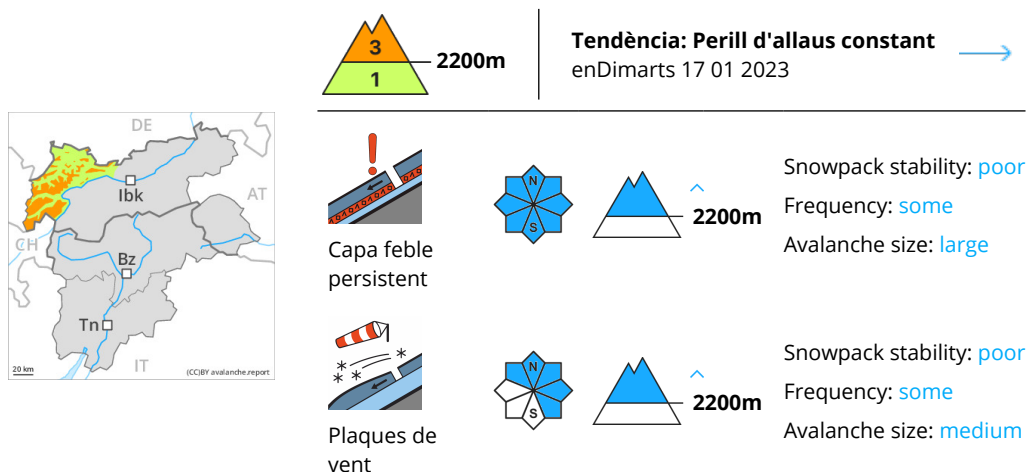 3
1
2200m
Tendència: Perill d'allaus constant
enDimarts 17 01 2023
DE
AT
CH
IT
Ibk
Bz
Tn
20 km
(CC)BY avalanche.report
Capa feble
persistent
N
S
2200m
Snowpack stability: poor
Frequency: some
Avalanche size: large
Plaques de
vent
N
S
2200m
Snowpack stability: poor
Frequency: some
Avalanche size: medium